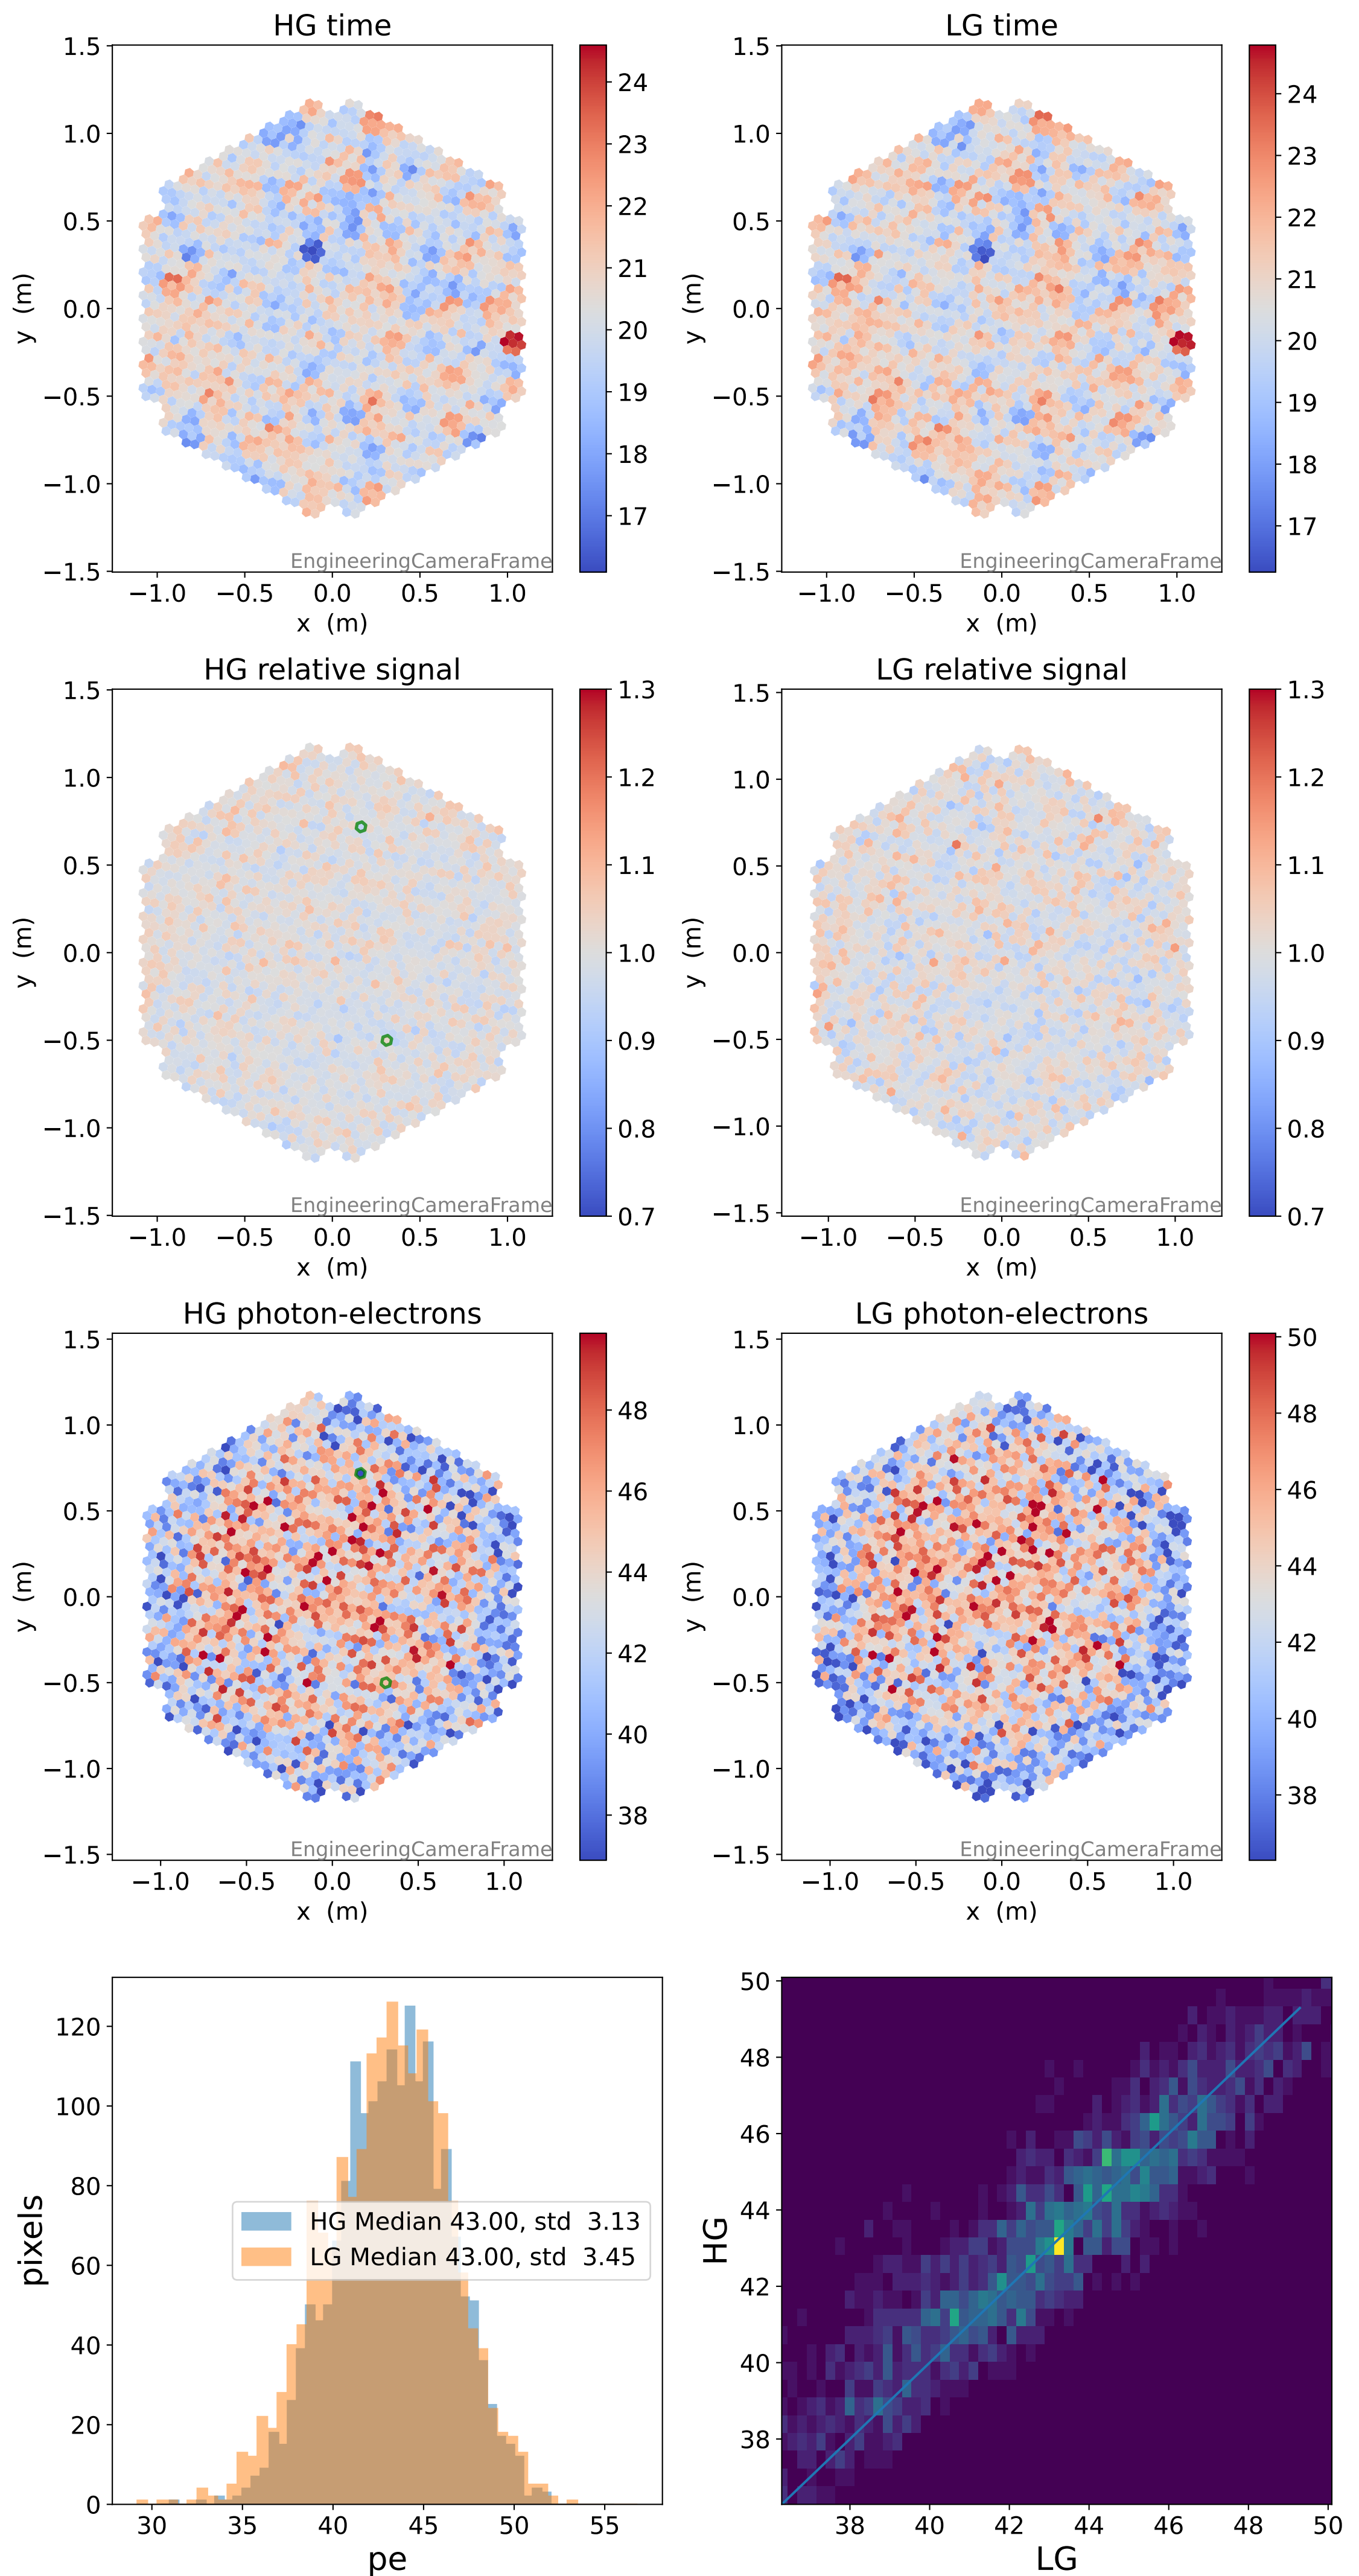 HG time
LG time
1.5
1.0
0.5
0.0
−0.5
−1.0
−1.5
y (m)
−1.0 −0.5 0.0 0.5 1.0
x (m)
EngineeringCameraFrame
24
23
22
21
20
19
18
17
1.5
1.0
0.5
0.0
−0.5
−1.0
−1.5
y (m)
−1.0 −0.5 0.0 0.5 1.0
x (m)
EngineeringCameraFrame
24
23
22
21
20
19
18
17
HG relative signal
LG relative signal
1.5
1.0
0.5
0.0
−0.5
−1.0
−1.5
y (m)
−1.0 −0.5 0.0 0.5 1.0
x (m)
EngineeringCameraFrame
1.3
1.2
1.1
1.0
0.9
0.8
0.7
1.5
1.0
0.5
0.0
−0.5
−1.0
−1.5
y (m)
−1.0 −0.5 0.0 0.5 1.0
x (m)
EngineeringCameraFrame
1.3
1.2
1.1
1.0
0.9
0.8
0.7
HG photon-electrons
LG photon-electrons
1.5
1.0
0.5
0.0
−0.5
−1.0
−1.5
y (m)
−1.0 −0.5 0.0 0.5 1.0
x (m)
EngineeringCameraFrame
48
46
44
42
40
38
1.5
1.0
0.5
0.0
−0.5
−1.0
−1.5
y (m)
−1.0 −0.5 0.0 0.5 1.0
x (m)
EngineeringCameraFrame
50
48
46
44
42
40
38
120
100
80
60
40
20
0
pixels
HG Median 43.00, std 3.13
LG Median 43.00, std 3.45
30 35 40 45 50 55
pe
50
48
46
44
42
40
38
HG
38 40 42 44 46 48 50
LG